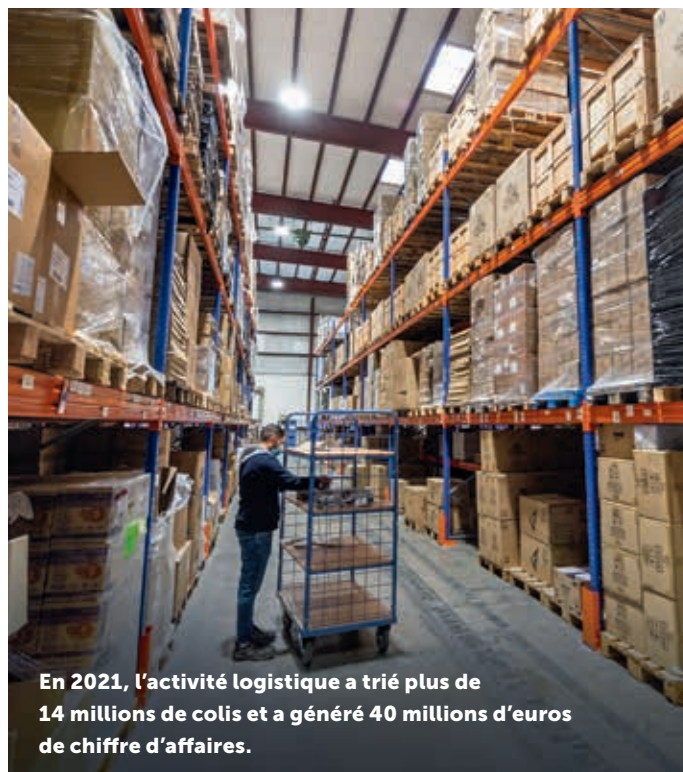 En 2021, l’activité logistique a trié plus de
14 millions de colis et a généré 40 millions d’euros
de chiffre d’affaires.